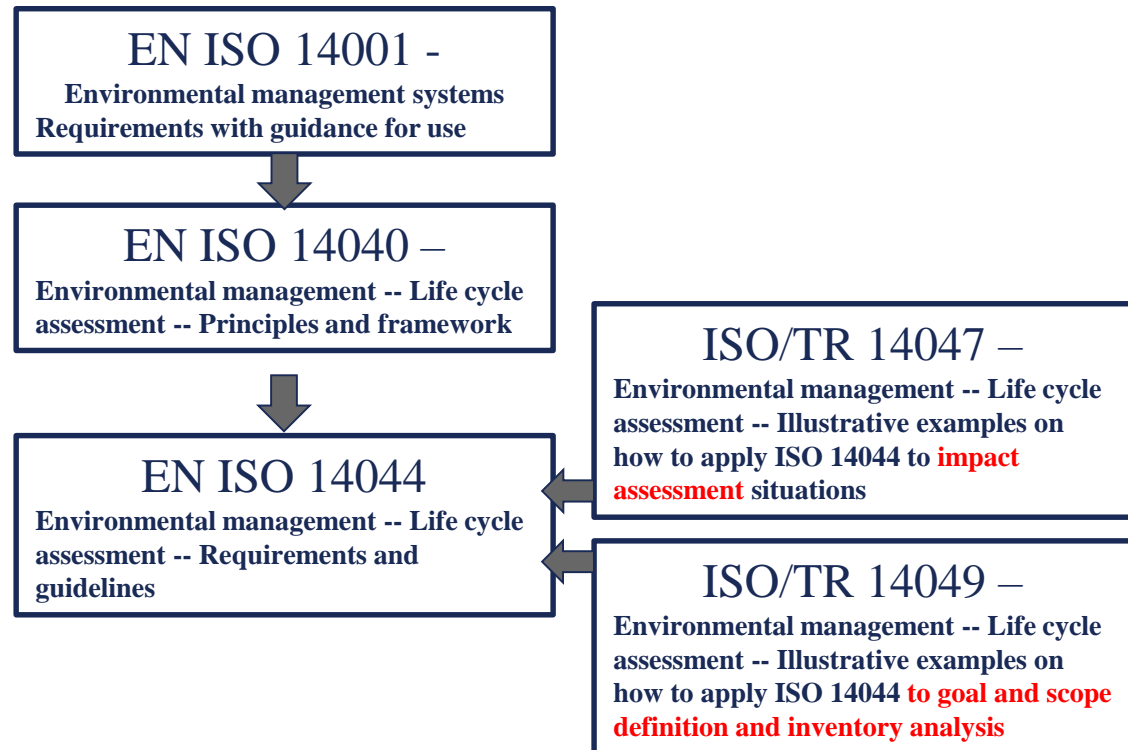 EN ISO 14001 -
Environmental management systems
Requirements with guidance for use
EN ISO 14040 –
Environmental management -- Life cycle
assessment -- Principles and framework
EN ISO 14044
Environmental management -- Life cycle
assessment -- Requirements and
guidelines
ISO/TR 14047 –
Environmental management -- Life cycle
assessment -- Illustrative examples on
how to apply ISO 14044 to impact
assessment situations
ISO/TR 14049 –
Environmental management -- Life cycle
assessment -- Illustrative examples on
how to apply ISO 14044 to goal and scope
definition and inventory analysis